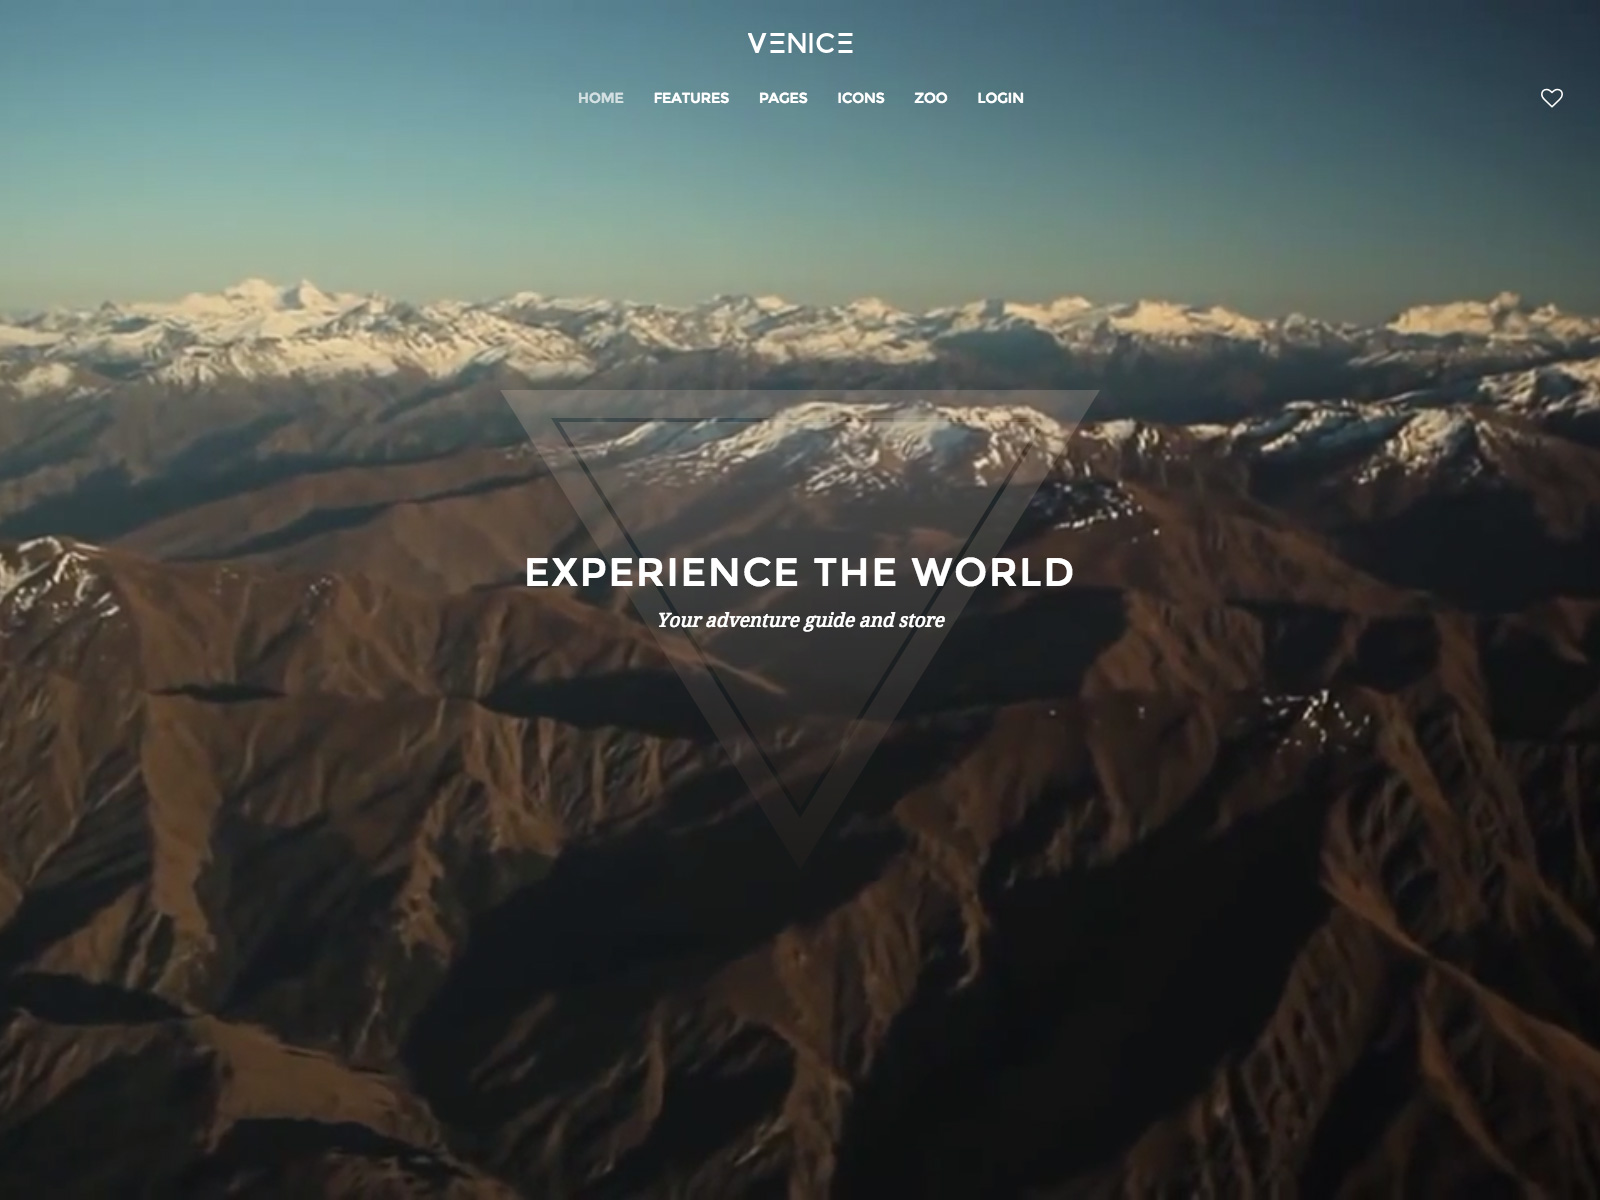 VENICE
HOME FEATURES PAGES ICONS ZOO LOGIN
EXPERIENCE THE WORLD
Your adventure guide and store